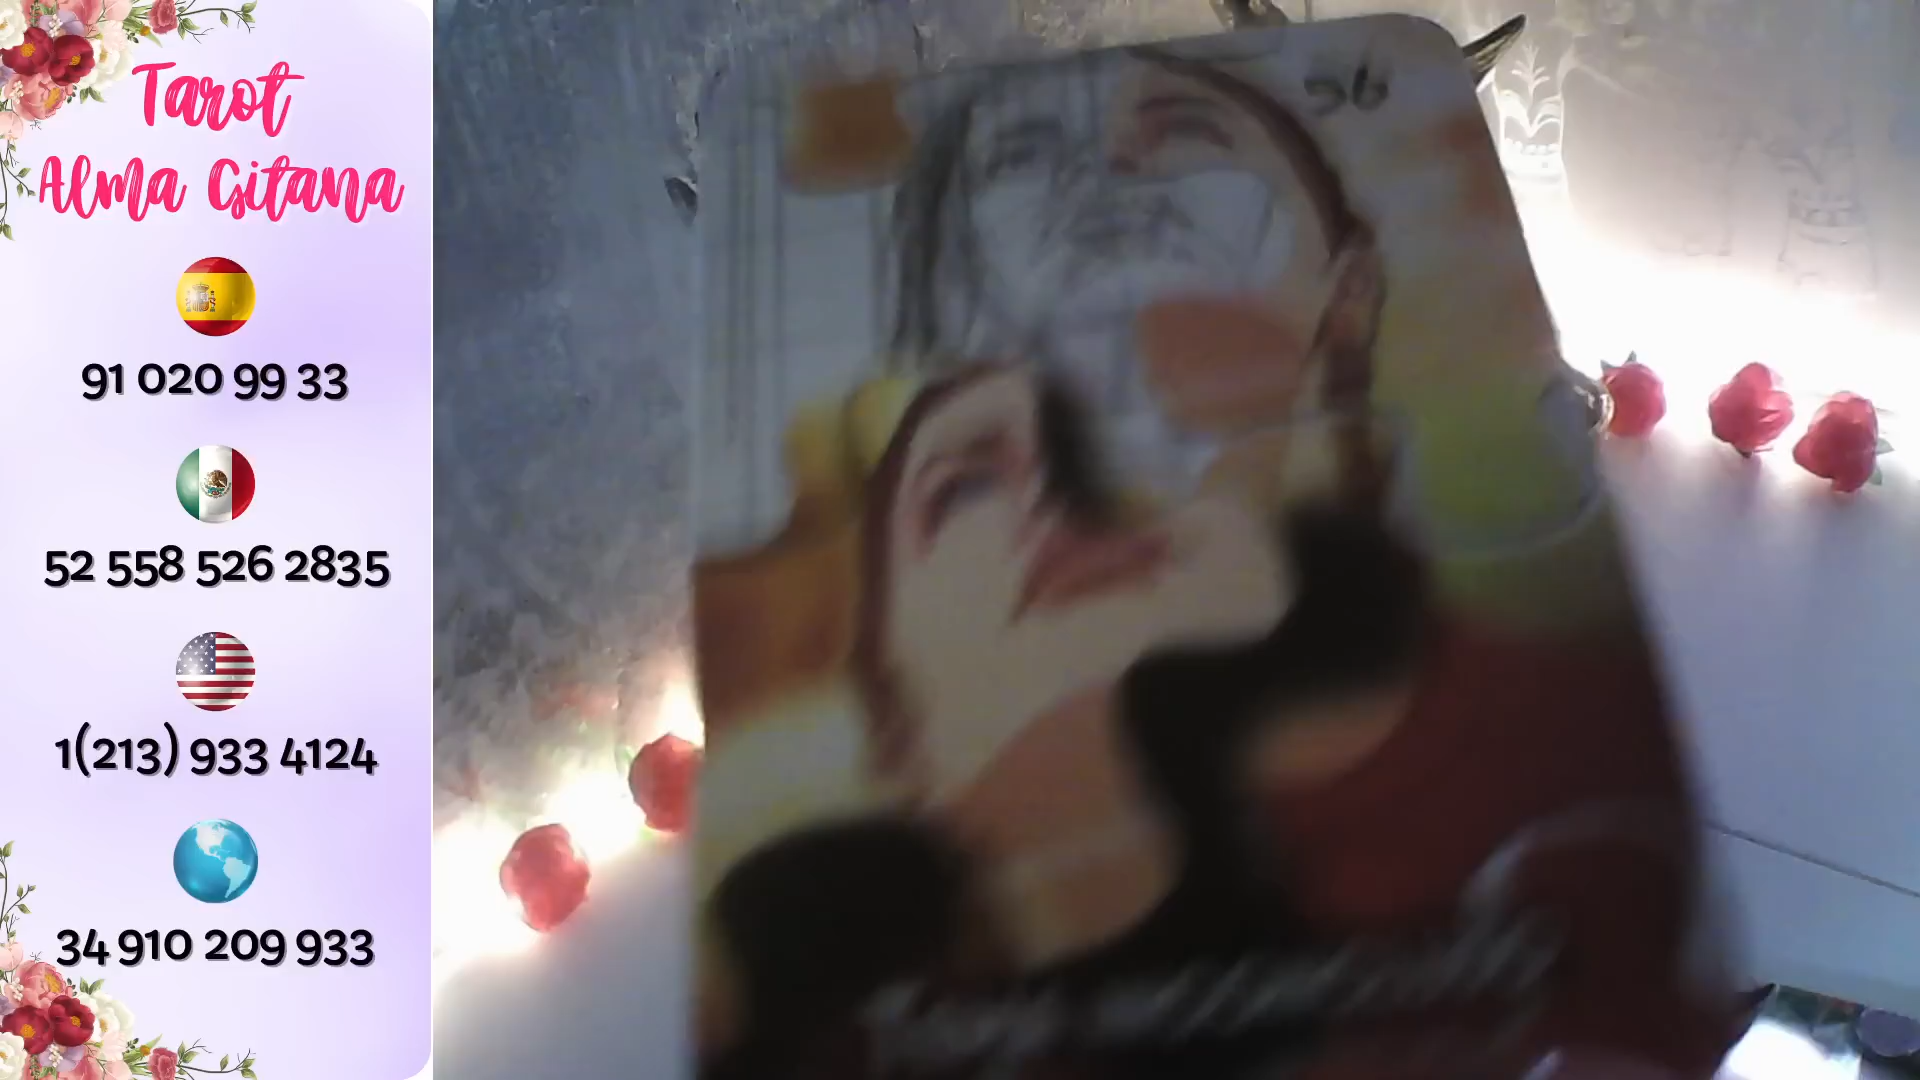 Tarot
Alma Gitana
91 020 99 33
52 558 526 2835
1(213) 933 4124
34 910 209 933
56